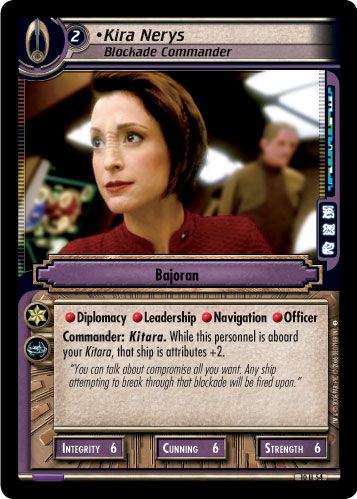 2
•Kira Nerys
Blockade Commander
Bajoran
Diplomacy Leadership Navigation Officer
Commander: Kitara. While this personnel is aboard
your Kitara, that ship is attributes +2.
“You can talk about compromise all you want. Any ship
attempting to break through that blockade will be fired upon.”
INTEGRITY 6 CUNNING 6 STRENGTH 6